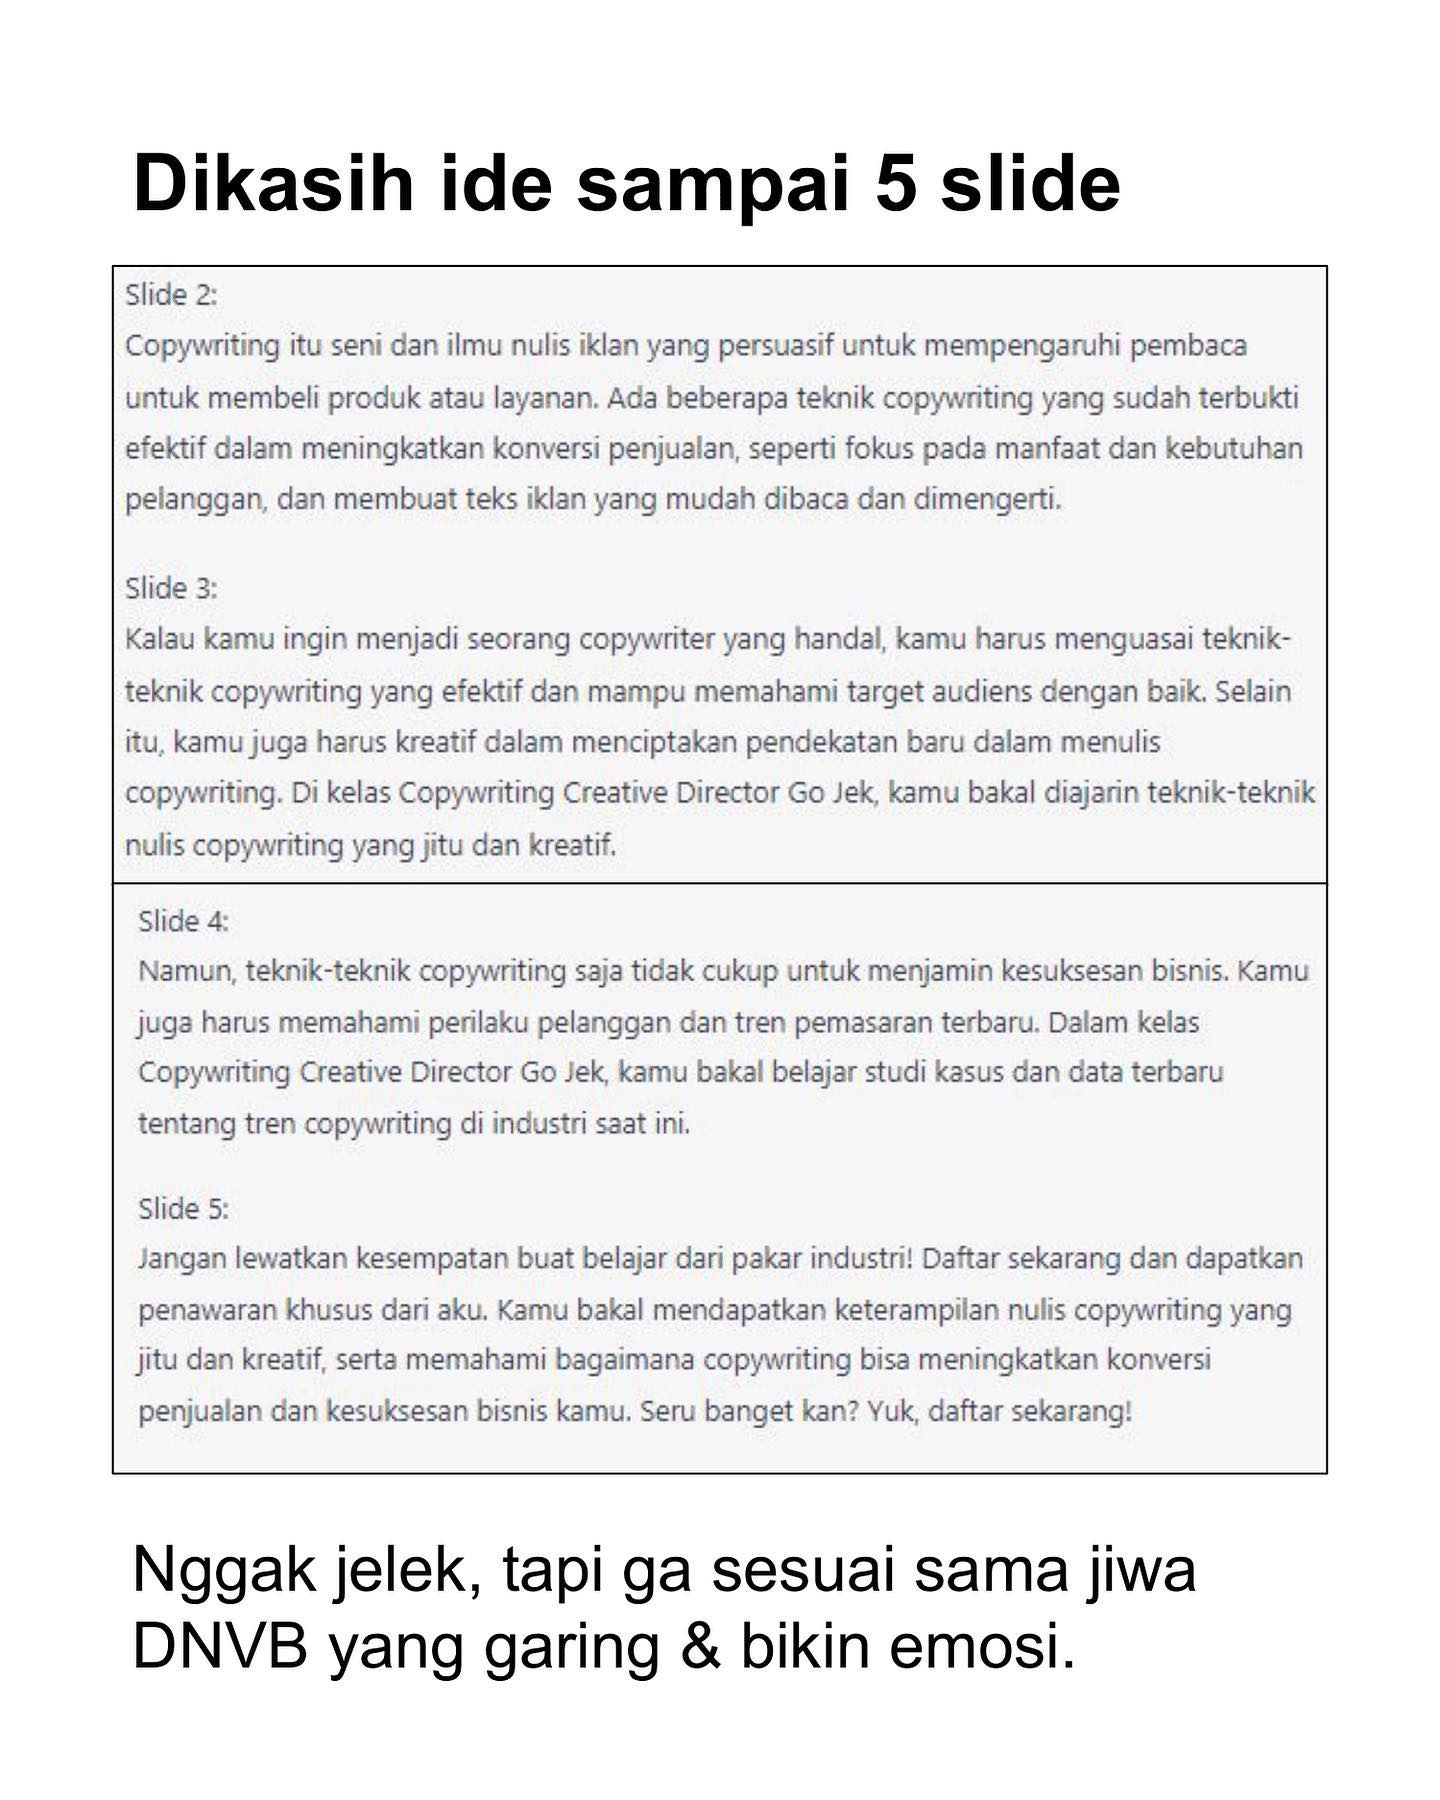 Dikasih ide sampai 5 slide
Slide 2:
Copywriting itu seni dan ilmu nulis iklan yang persuasif untuk mempengaruhi pembaca
untuk membeli produk atau layanan. Ada beberapa teknik copywriting yang sudah terbukti
efektif dalam meningkatkan konversi penjualan, seperti fokus pada manfaat dan kebutuhan
pelanggan, dan membuat teks iklan yang mudah dibaca dan dimengerti.
Slide 3:
Kalau kamu ingin menjadi seorang copywriter yang handal, kamu harus menguasai teknik-
teknik copywriting yang efektif dan mampu memahami target audiens dengan baik. Selain
itu, kamu juga harus kreatif dalam menciptakan pendekatan baru dalam menulis
copywriting. Di kelas Copywriting Creative Director Go Jek, kamu bakal diajarin teknik-teknik
nulis copywriting yang jitu dan kreatif.
Slide 4:
Namun, teknik-teknik copywriting saja tidak cukup untuk menjamin kesuksesan bisnis. Kamu
juga harus memahami perilaku pelanggan dan tren pemasaran terbaru. Dalam kelas
Copywriting Creative Director Go Jek, kamu bakal belajar studi kasus dan data terbaru
tentang tren copywriting di industri saat ini.
Slide 5:
Jangan lewatkan kesempatan buat belajar dari pakar industri! Daftar sekarang dan dapatkan
penawaran khusus dari aku. Kamu bakal mendapatkan keterampilan nulis copywriting yang
jitu dan kreatif, serta memahami bagaimana copywriting bisa meningkatkan konversi
penjualan dan kesuksesan bisnis kamu. Seru banget kan? Yuk, daftar sekarang!
Nggak jelek, tapi ga sesuai sama jiwa
DNVB yang garing & bikin emosi.